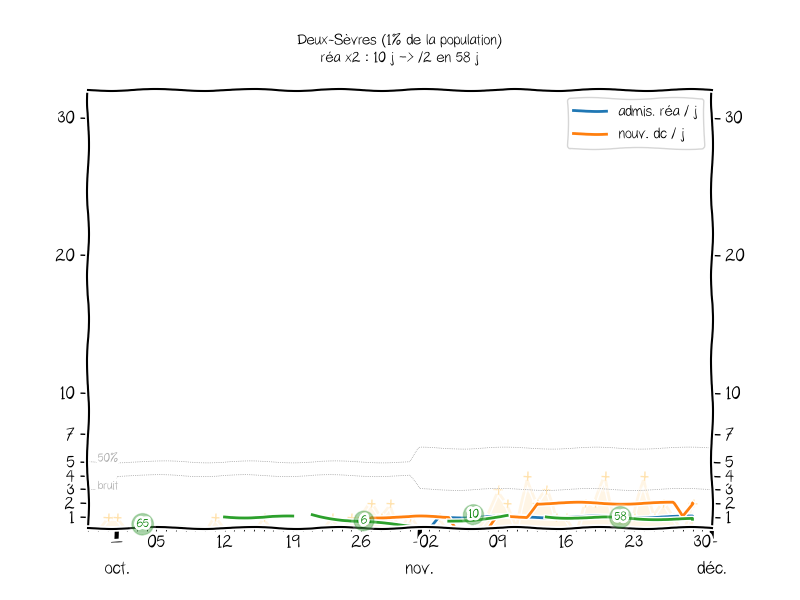 Deux-Sèvres (1% de la population)
réa x2 : 10 j -> /2 en 58 j
admis. réa / j
nouv. dc / j
30 30
20 20
10 10
7 7
50%
5 5
4 4
bruit
3 3
2 2
1 1
65 6 10 58
05 12 19 26 02 09 16 23 30
oct. nov. déc.